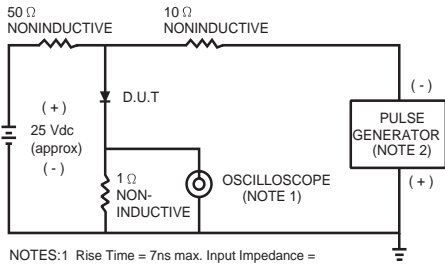 50 Ω
NONINDUCTIVE
10 Ω
NONINDUCTIVE
( + )
25 Vdc
(approx)
( - )
D.U.T
1 Ω
NON-
INDUCTIVE
OSCILLOSCOPE
(NOTE 1)
( - )
PULSE
GENERATOR
(NOTE 2)
( + )
NOTES:1 Rise Time = 7ns max. Input Impedance =